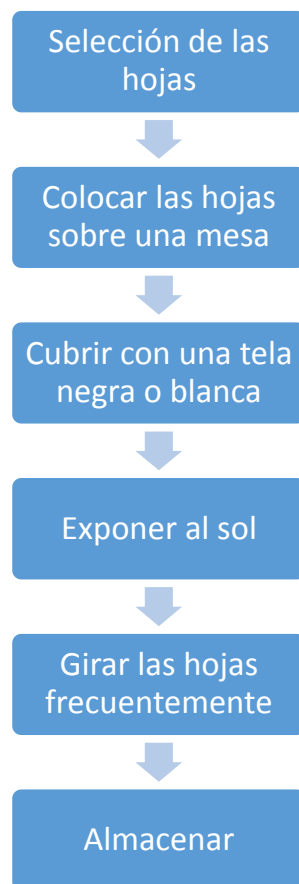 Selección de las
hojas
Colocar las hojas
sobre una mesa
Cubrir con una tela
negra o blanca
Exponer al sol
Girar las hojas
frecuentemente
Almacenar